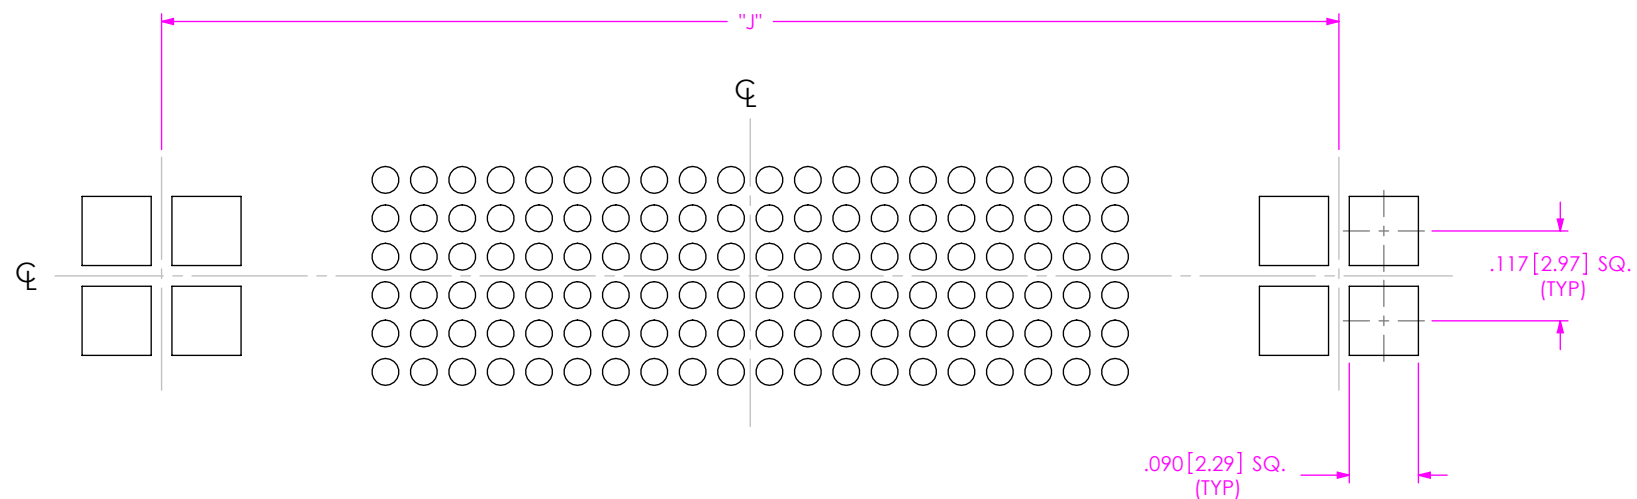 "J"
℄
℄
.117[2.97] SQ.
(TYP)
.090[2.29] SQ.
(TYP)